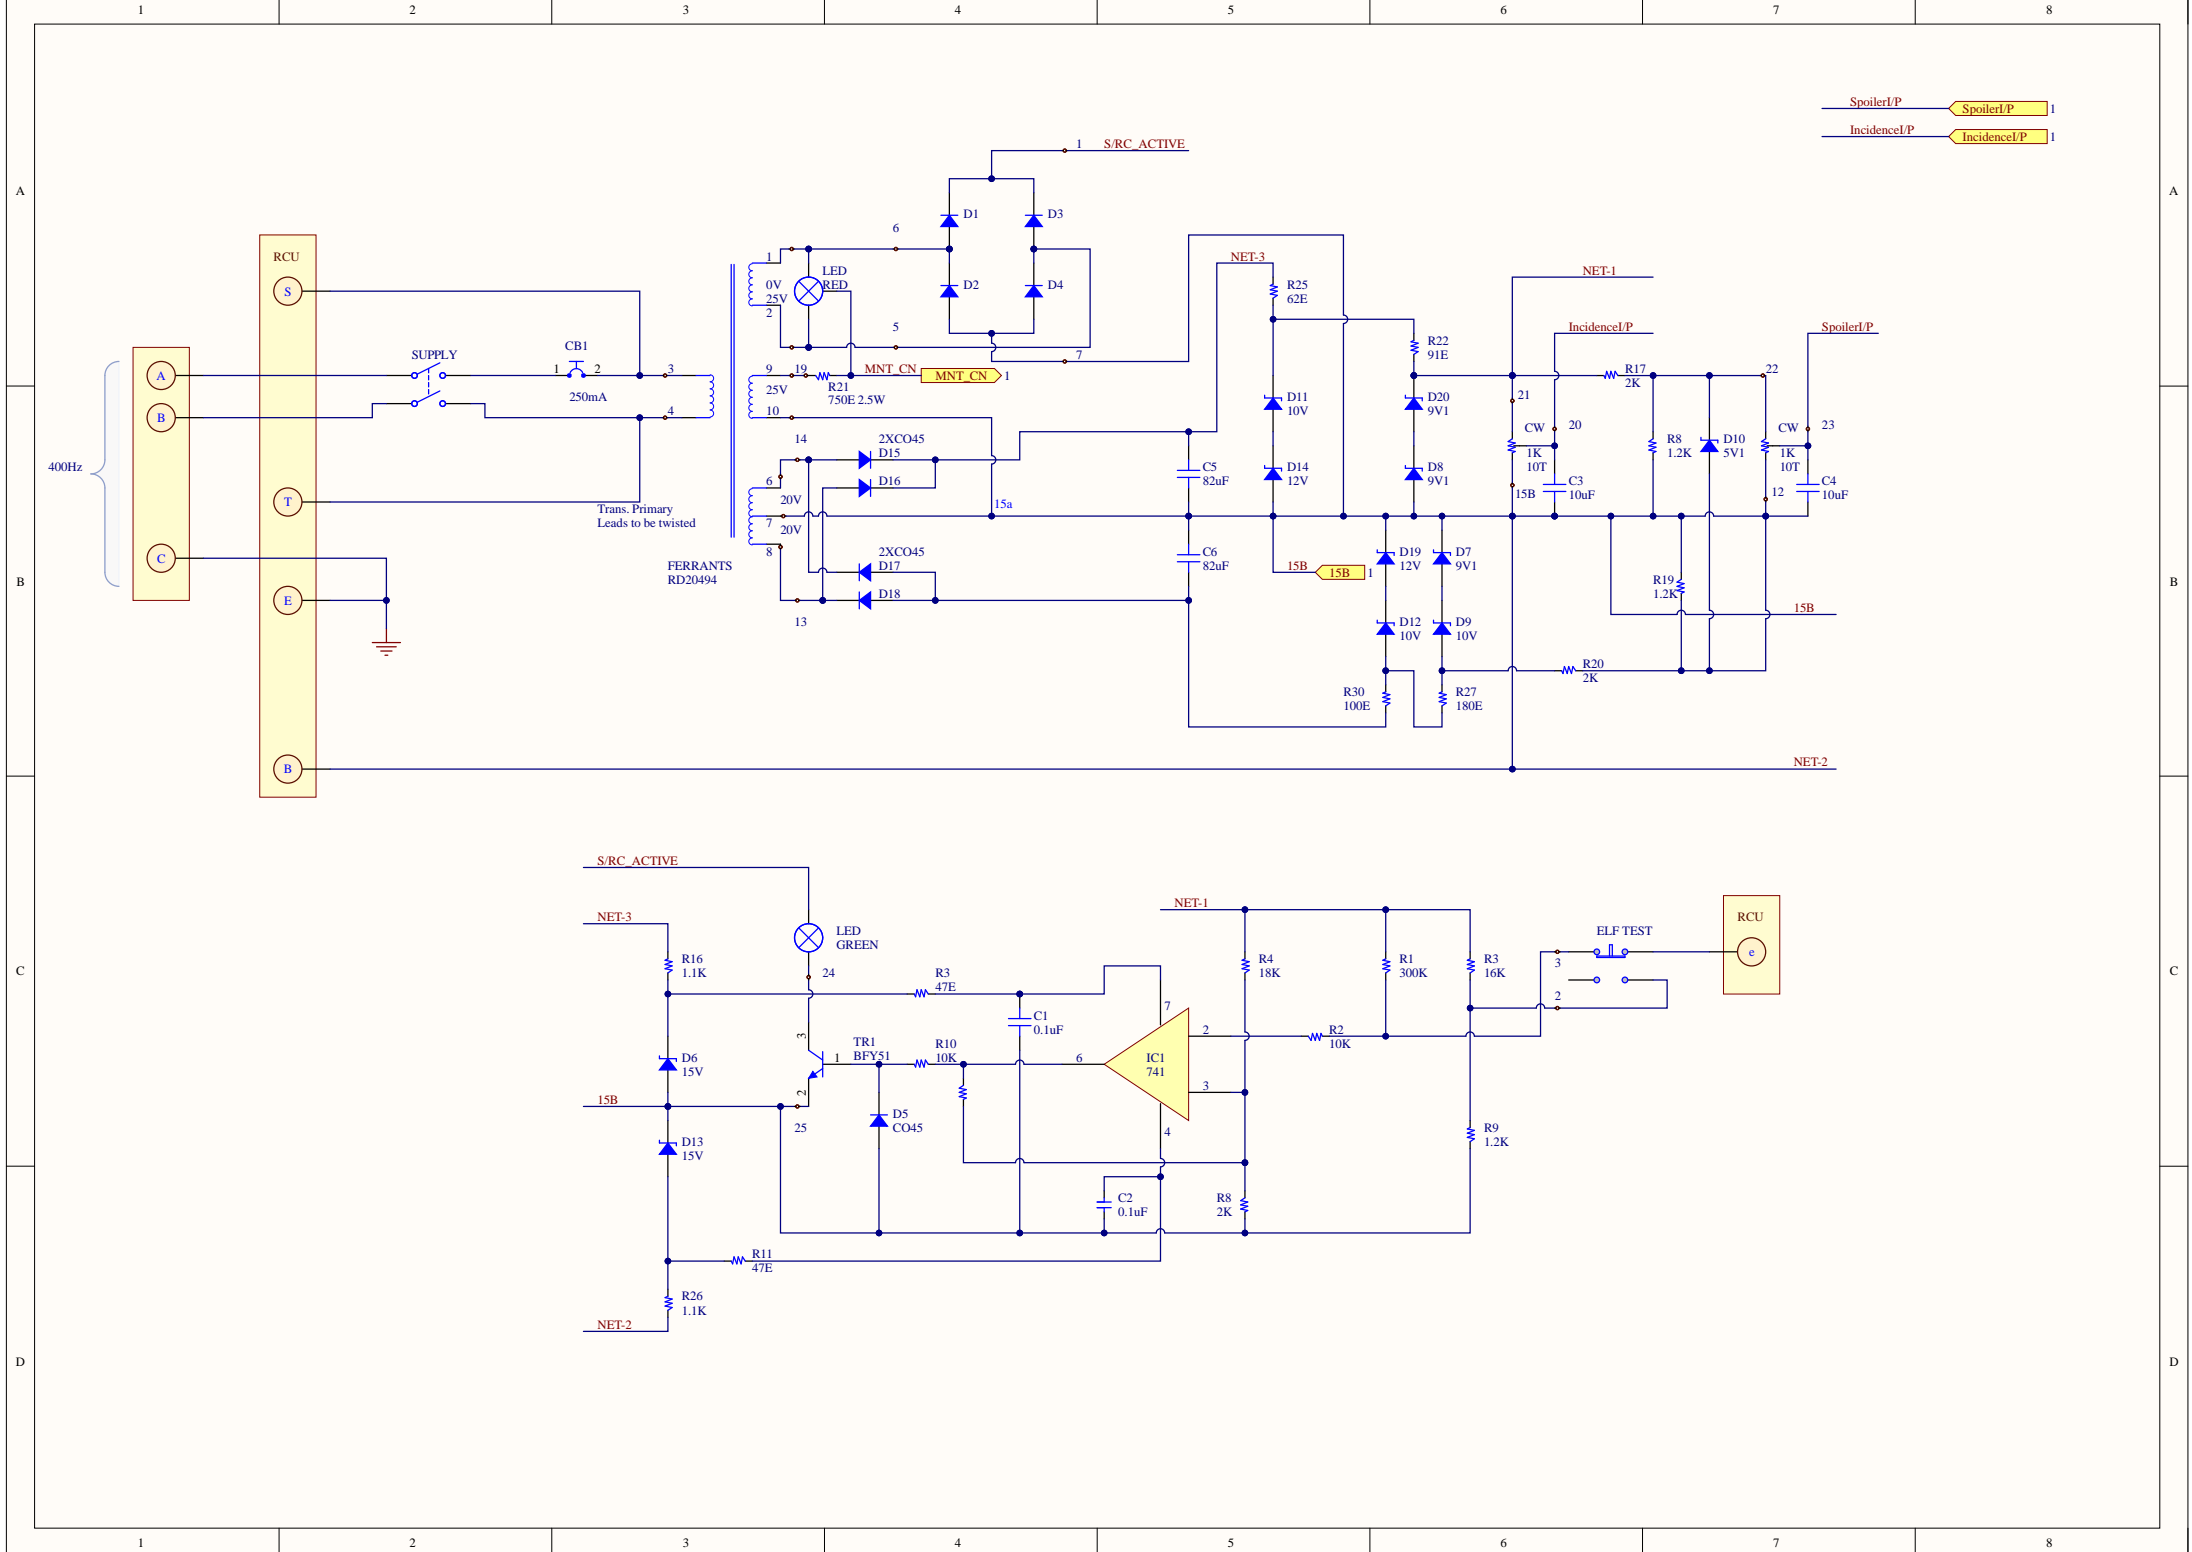 1 2 3 4 5 6 7 8
A
A
B
B
C
C
D
D
SpoilerI/P SpoilerI/P 1
IncidenceI/P IncidenceI/P 1
1 S/RC_ACTIVE
D1 D3
D2 D4
6
5
7
RCU
S
T
E
B
A
B
C
400Hz
SUPPLY
CB1
1 2
250mA
3
4
Trans. Primary
Leads to be twisted
FERRANTS
RD20494
1
0V
25V
2
LED
RED
9 19
25V
10
R21
750E 2.5W
MNT_CN MNT_CN 1
14
2XCO45
D15
D16
6
20V
7
20V
8
15a
2XCO45
D17
D18
13
NET-3
R25
62E
D11
10V
D14
12V
C5
82uF
C6
82uF
15B 15B 1
R22
91E
D20
9V1
D8
9V1
D19
12V
D7
9V1
D12
10V
D9
10V
R30
100E
R27
180E
NET-1
IncidenceI/P
SpoilerI/P
21
CW
1K
10T
15B
20
C3
10uF
R17
2K
R8
1.2K
D10
5V1
22
CW
1K
10T
12
23
C4
10uF
R19
1.2K
15B
R20
2K
NET-2
S/RC_ACTIVE
NET-3
LED
GREEN
24
R16
1.1K
R3
47E
C1
0.1uF
3
TR1
BFY51
1
2
R10
10K
D6
15V
15B
25
D5
CO45
D13
15V
R11
47E
R26
1.1K
NET-2
NET-1
R4
18K
R1
300K
R3
16K
7
6
IC1
741
2
3
4
R2
10K
R9
1.2K
C2
0.1uF
R8
2K
ELF TEST
3
2
RCU
e
1 2 3 4 5 6 7 8